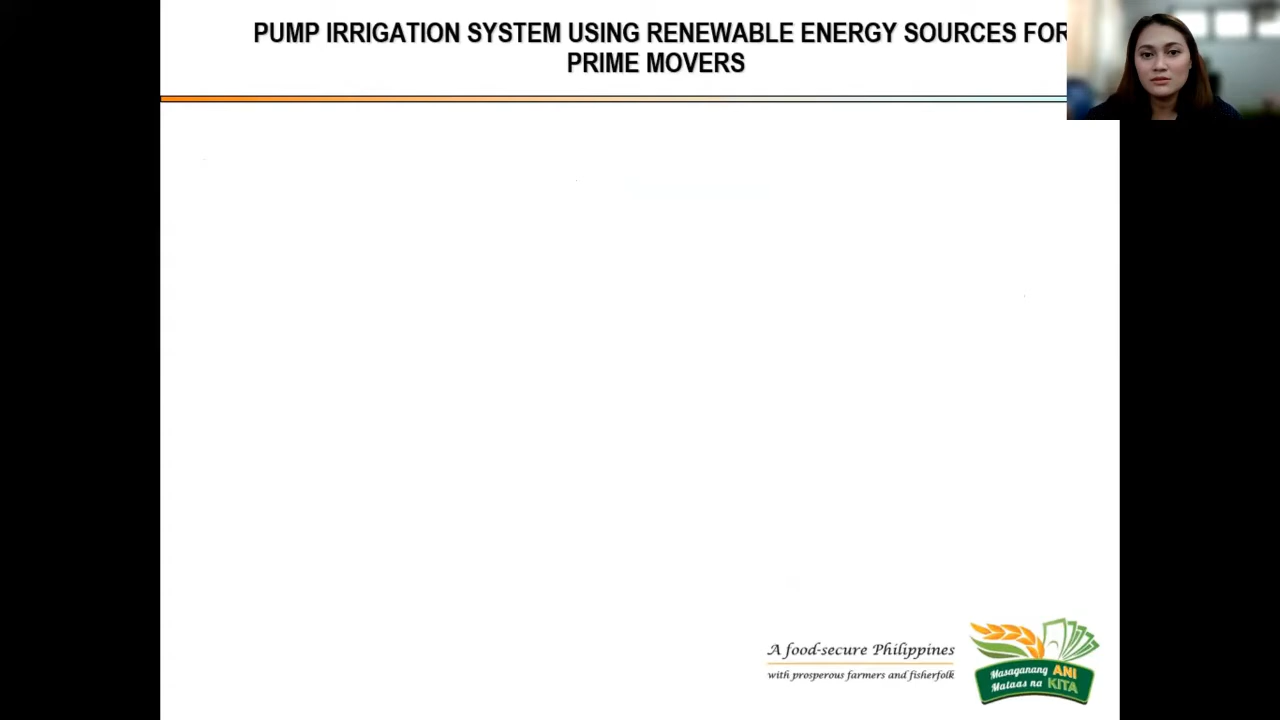 PUMP IRRIGATION SYSTEM USING RENEWABLE ENERGY SOURCES FOR
PRIME MOVERS
A food-secure Philippines
with prosperous farmers and fisherfolk
Masaganang ANI
Mataas na KITA